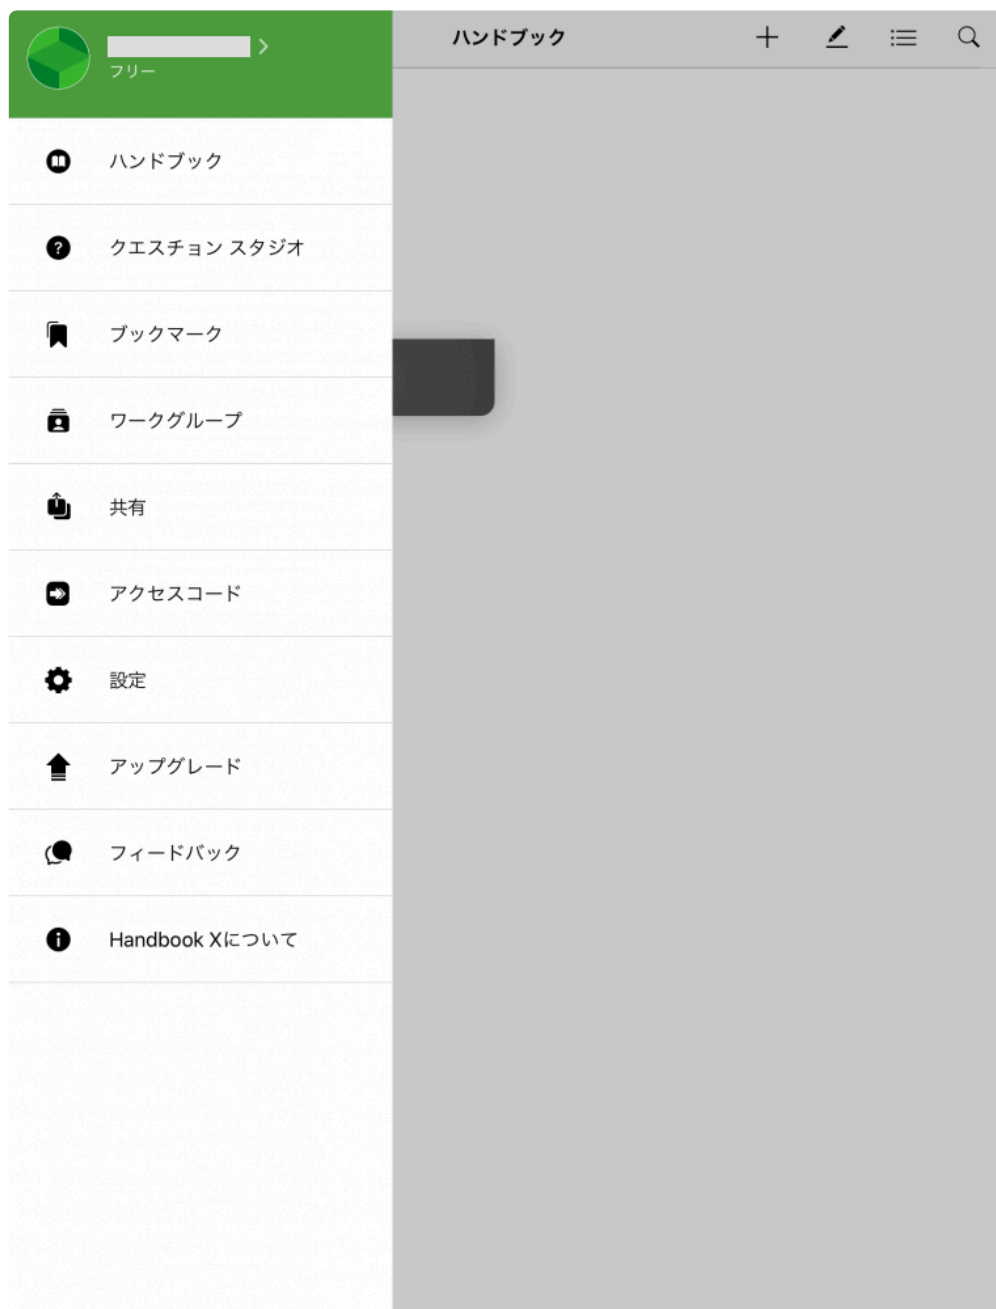 フリー
ハンドブック
ハンドブック
クエスチョン スタジオ
ブックマーク
ワークグループ
共有
アクセスコード
設定
アップグレード
フィードバック
Handbook Xについて